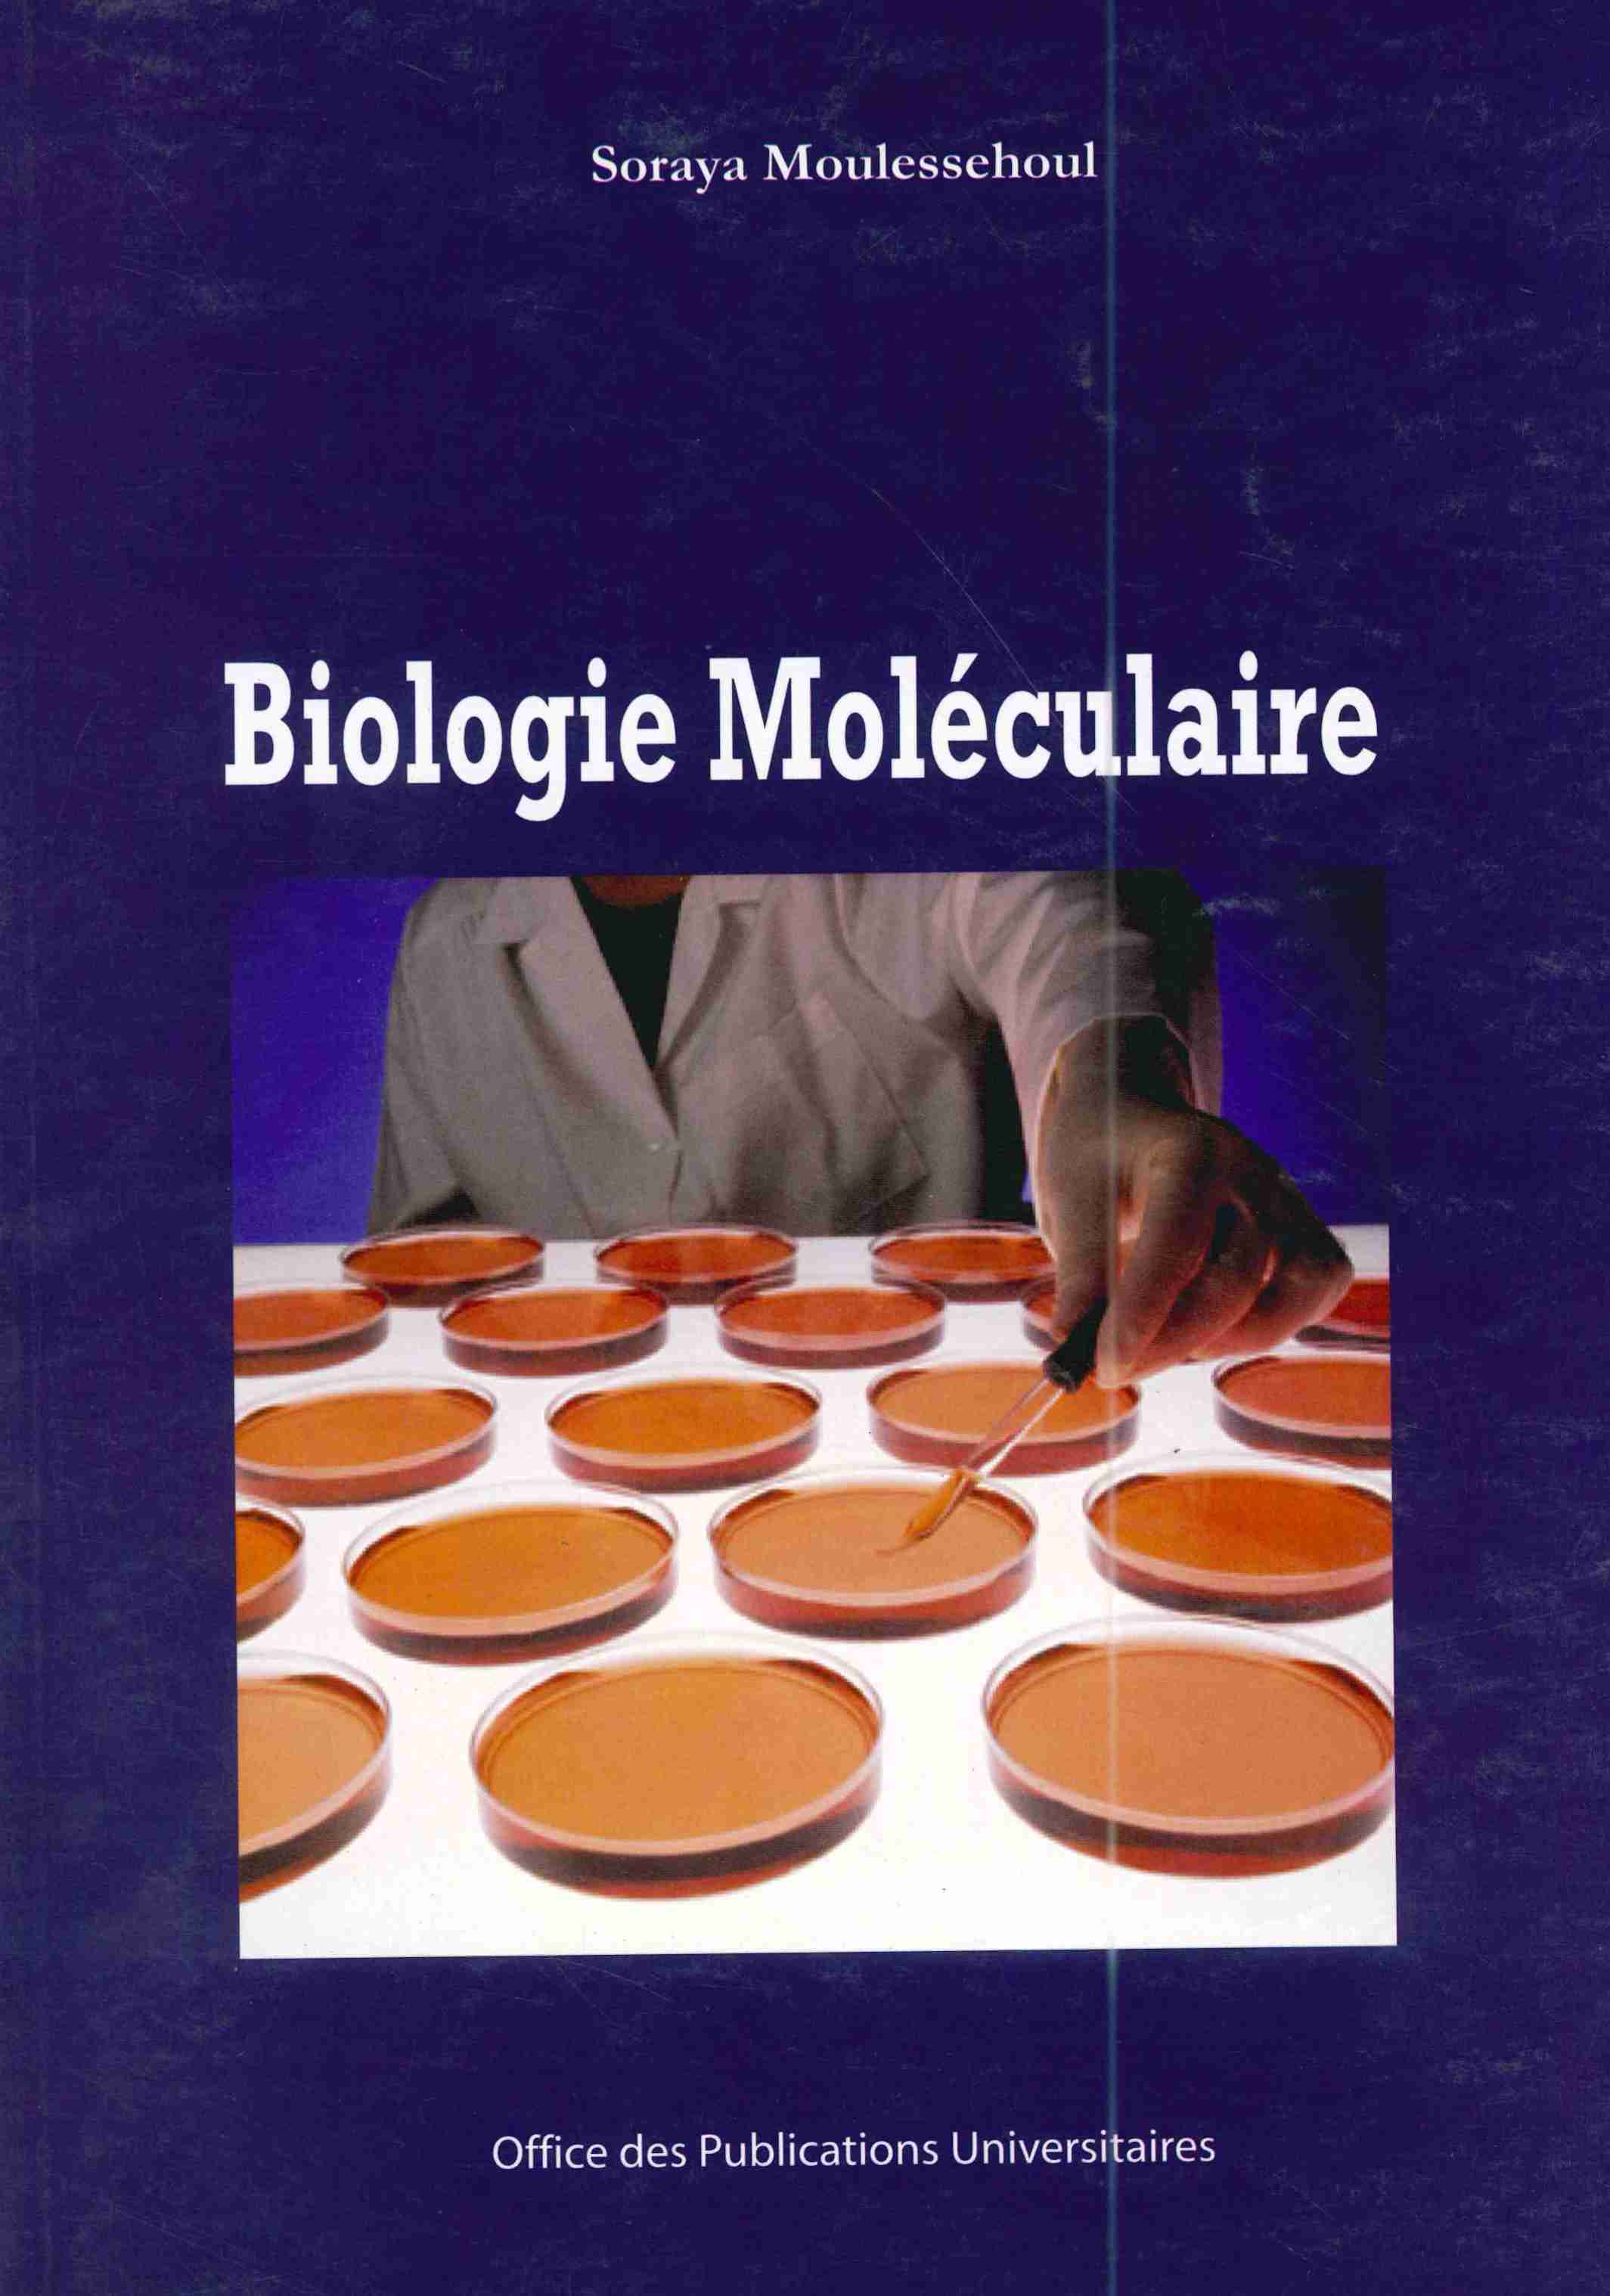 Soraya Moulessehoul
Biologie Moléculaire
Office des Publications Universitaires